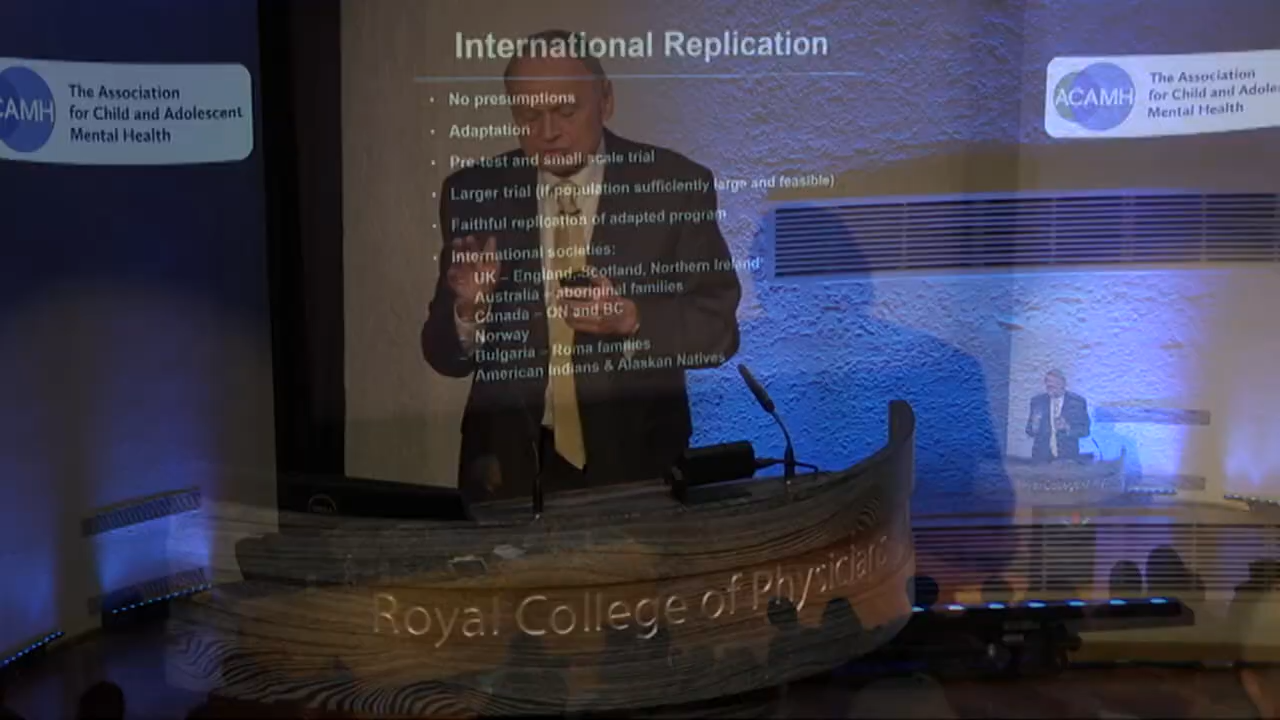 International Replication
• No presumptions
• Adaptation
• Pre-test and small scale trial
• Larger trial (if population sufficiently large and feasible)
• Faithful replication of adapted program
• International societies:
UK – England, Scotland, Northern Ireland
Australia – aboriginal families
Canada – ON and BC
Norway
Bulgaria – Roma families
American Indians & Alaskan Natives
CAMH
The Association
for Child and Adolescent
Mental Health
ACAMH
The Association
for Child and Adole
Mental Health
Royal College of Physicians